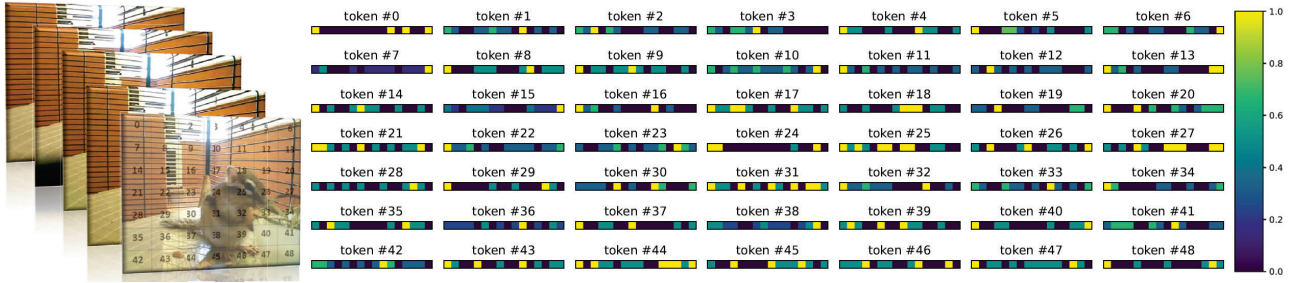 token #0 token #1 token #2 token #3 token #4 token #5 token #6
1.0
token #7 token #8 token #9 token #10 token #11 token #12 token #13
0.8
token #14 token #15 token #16 token #17 token #18 token #19 token #20
0 2 3 4 6
0.6
token #21 token #22 token #23 token #24 token #25 token #26 token #27
7 8 9 10 11 12 13
14 15 16 17 18 19 20
token #28 token #29 token #30 token #31 token #32 token #33 token #34
0.4
21 22 23 24 25 26 27
28 29 30 31 32 33 34
token #35 token #36 token #37 token #38 token #39 token #40 token #41
0.2
35 36 37 38 39 40 41
token #42 token #43 token #44 token #45 token #46 token #47 token #48
42 43 44 45 46 47 48
0.0